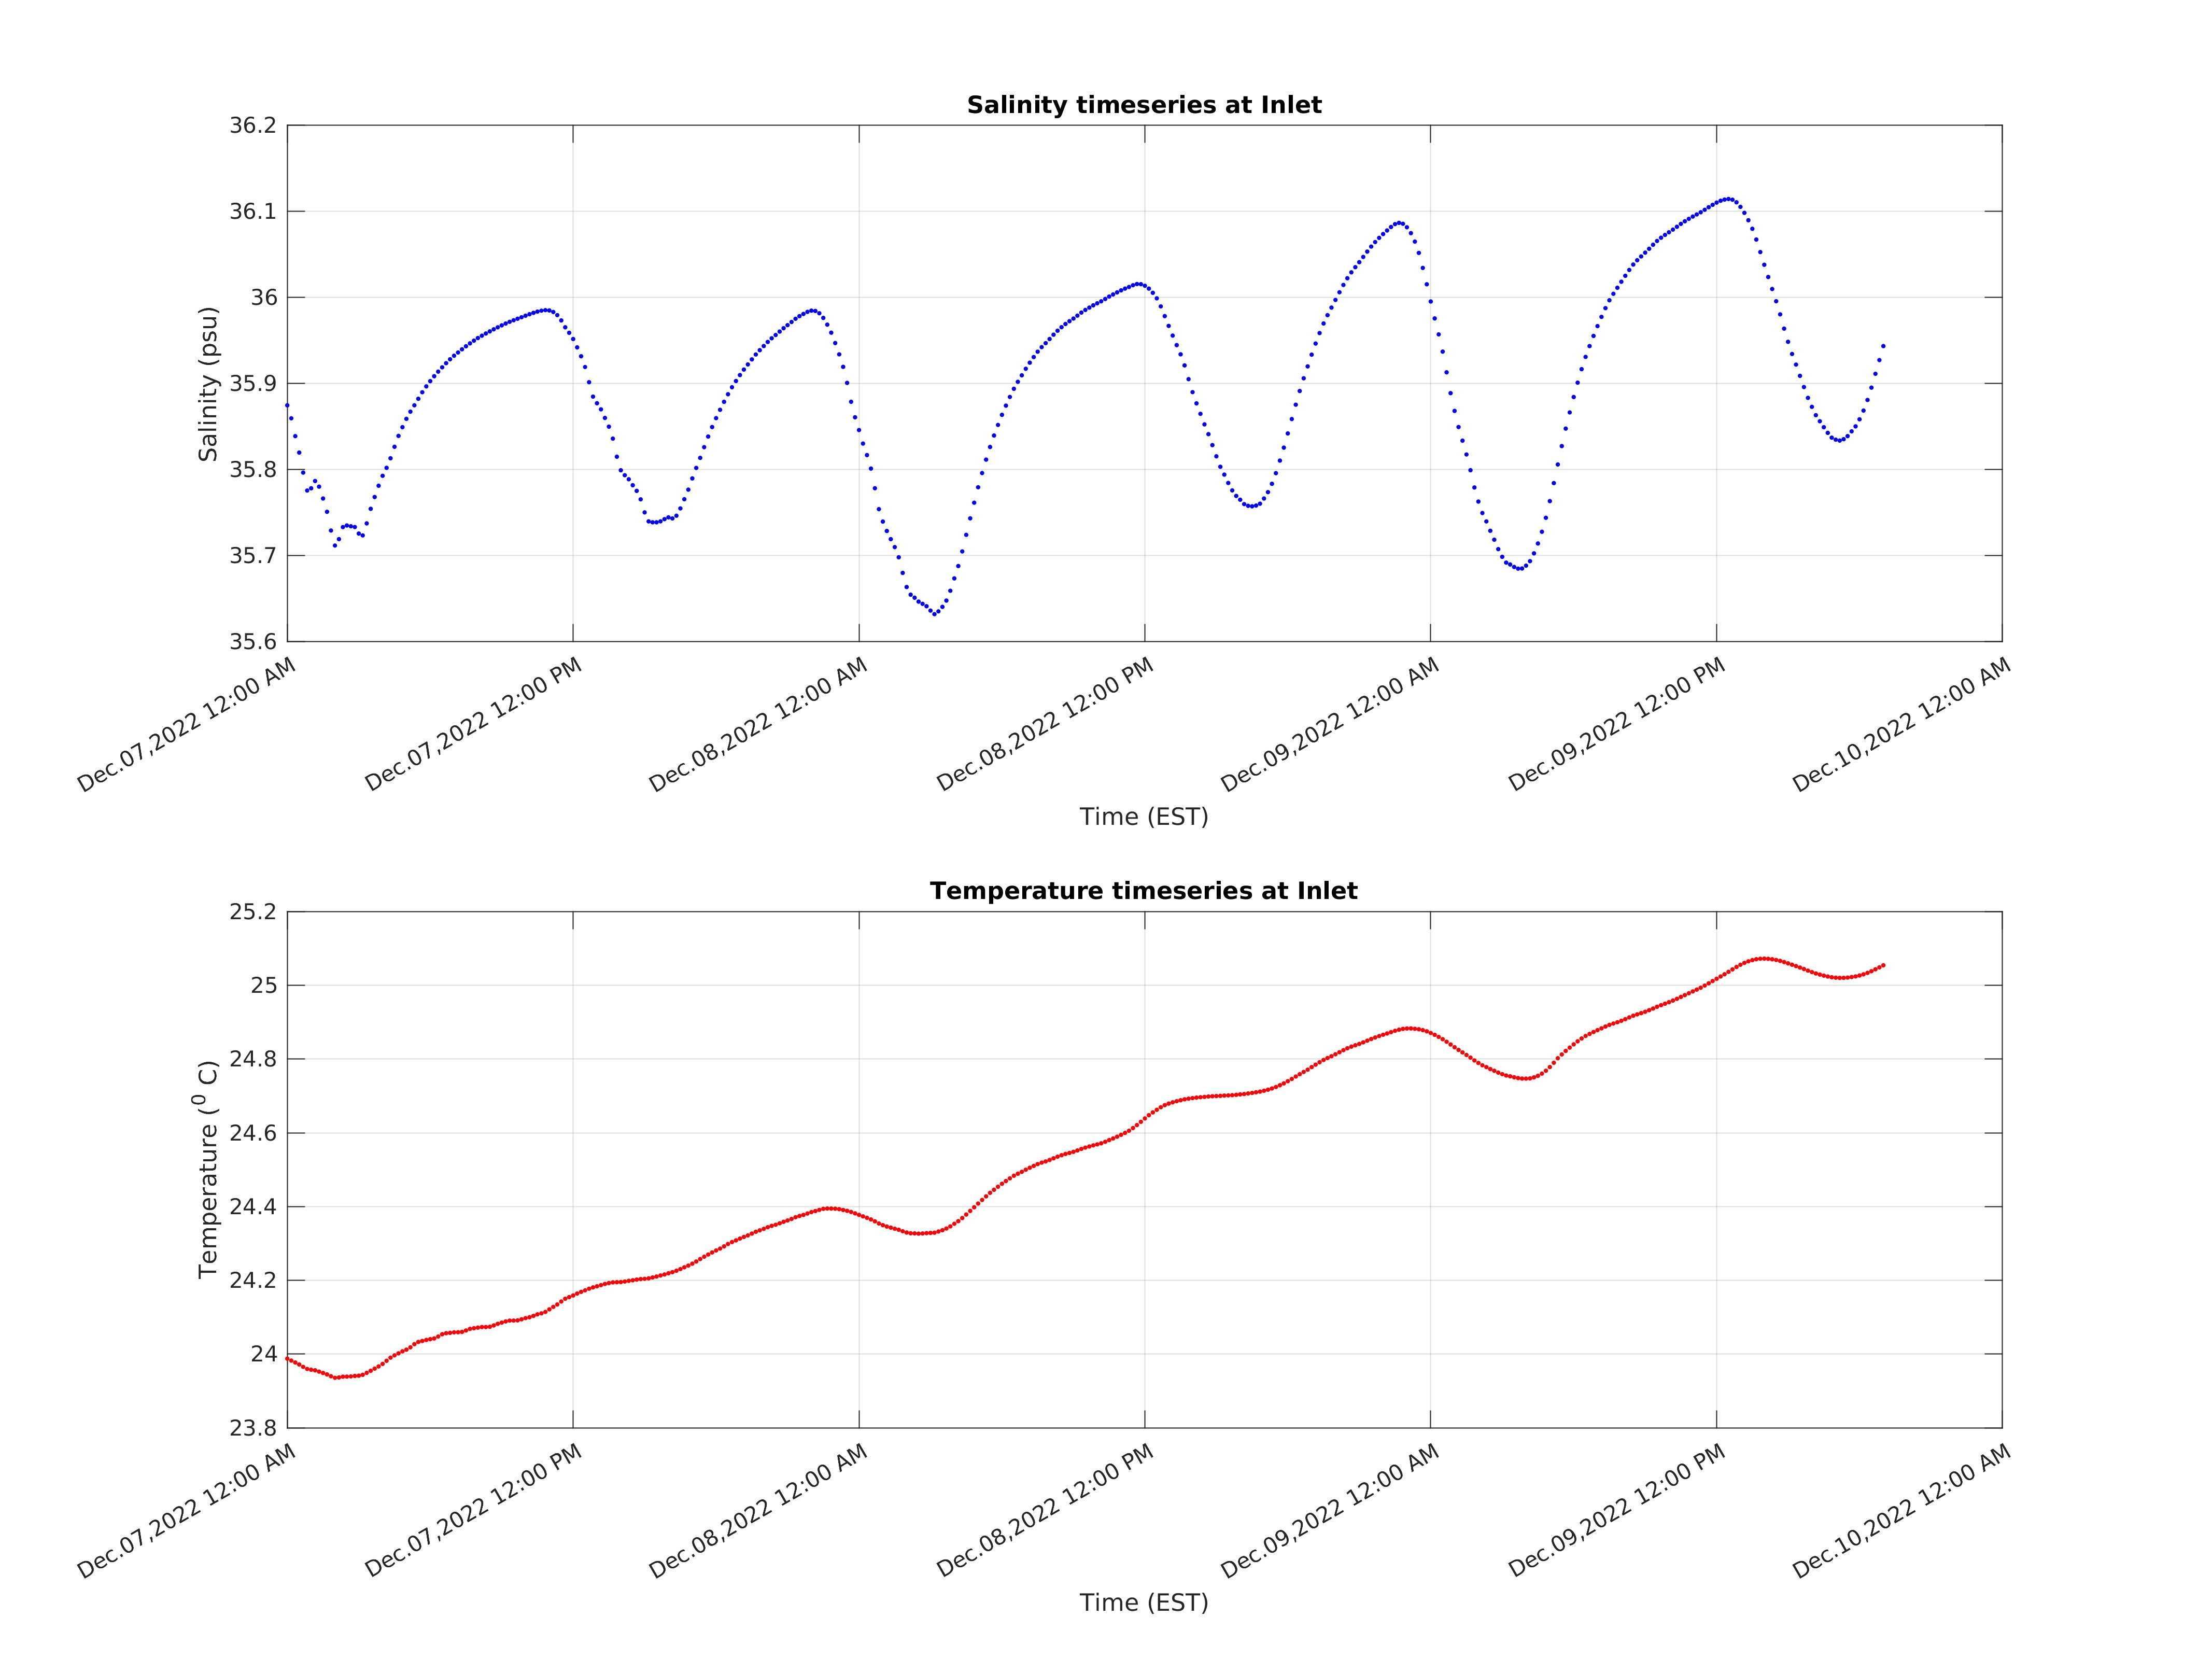 Salinity timeseries at Inlet
Salinity (psu)
36.2
36.1
36
35.9
35.8
35.7
35.6
Dec.07,2022 12:00 AM
Dec.07,2022 12:00 PM
Dec.08,2022 12:00 AM
Dec.08,2022 12:00 PM
Dec.09,2022 12:00 AM
Dec.09,2022 12:00 PM
Dec.10,2022 12:00 AM
Time (EST)
Temperature timeseries at Inlet
Temperature (⁰ C)
25.2
25
24.8
24.6
24.4
24.2
24
23.8
Dec.07,2022 12:00 AM
Dec.07,2022 12:00 PM
Dec.08,2022 12:00 AM
Dec.08,2022 12:00 PM
Dec.09,2022 12:00 AM
Dec.09,2022 12:00 PM
Dec.10,2022 12:00 AM
Time (EST)